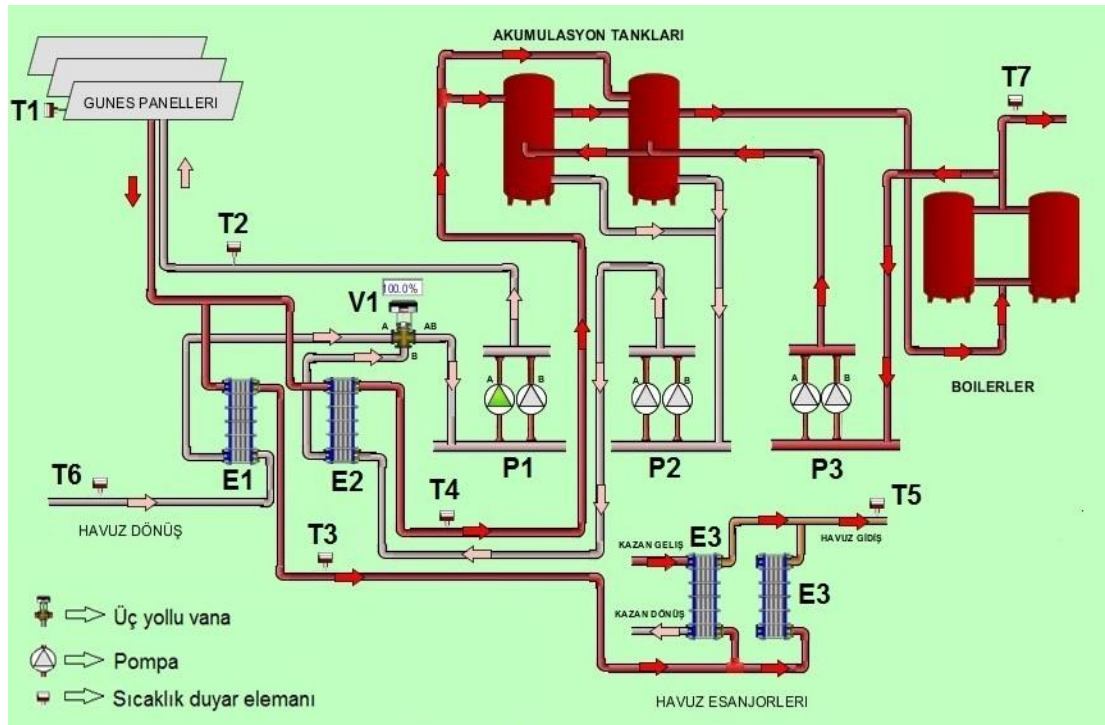 AKUMULASYON TANKLARI
GUNES PANELLERI
T1
T7
T2
100.0%
V1
A
AB
B
A
B
A
B
A
B
BOILERLER
P1
P2
P3
T6
E1
E2
T4
T5
HAVUZ DÖNÜŞ
T3
E3
KAZAN GELIŞ
HAVUZ GİDİŞ
E3
KAZAN DÖNÜŞ
Üç yollu vana
Pompa
Sıcaklık duyar elemanı
HAVUZ ESANJORLERI